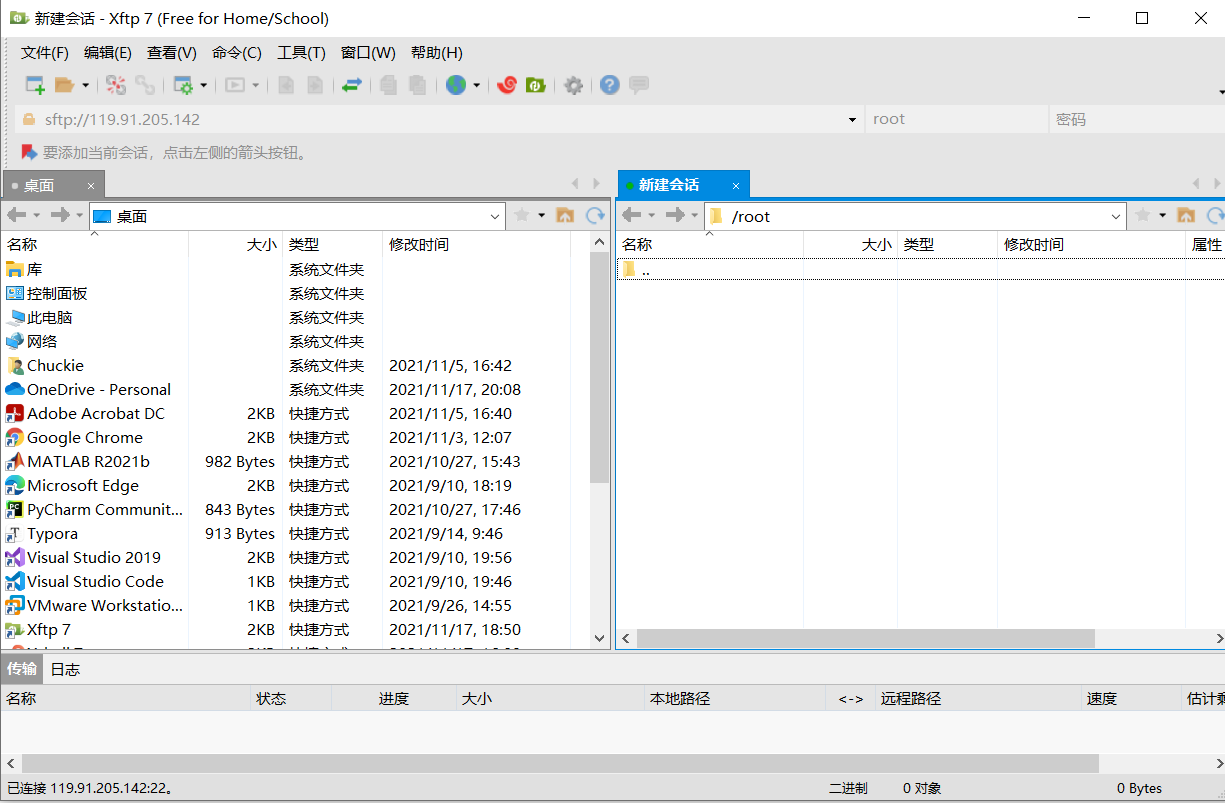 新建会话 - Xftp 7 (Free for Home/School)
文件(F) 编辑(E) 查看(V) 命令(C) 工具(T) 窗口(W) 帮助(H)
sftp://119.91.205.142 root 密码
要添加当前会话，点击左侧的箭头按钮。
桌面 × 新建会话 ×
桌面 /root
名称 大小 类型 修改时间 名称 大小 类型 修改时间 属性
库 系统文件夹 ..
控制面板 系统文件夹
此电脑 系统文件夹
网络 系统文件夹
Chuckie 系统文件夹 2021/11/5, 16:42
OneDrive - Personal 系统文件夹 2021/11/17, 20:08
Adobe Acrobat DC 2KB 快捷方式 2021/11/5, 16:40
Google Chrome 2KB 快捷方式 2021/11/3, 12:07
MATLAB R2021b 982 Bytes 快捷方式 2021/10/27, 15:43
Microsoft Edge 2KB 快捷方式 2021/9/10, 18:19
PyCharm Communit... 843 Bytes 快捷方式 2021/10/27, 17:46
Typora 913 Bytes 快捷方式 2021/9/14, 9:46
Visual Studio 2019 2KB 快捷方式 2021/9/10, 19:56
Visual Studio Code 1KB 快捷方式 2021/9/10, 19:46
VMware Workstatio... 1KB 快捷方式 2021/9/26, 14:55
Xftp 7 2KB 快捷方式 2021/11/17, 18:50
传输 日志
名称 状态 进度 大小 本地路径 <-> 远程路径 速度 估计
已连接 119.91.205.142:22。 二进制 0 对象 0 Bytes